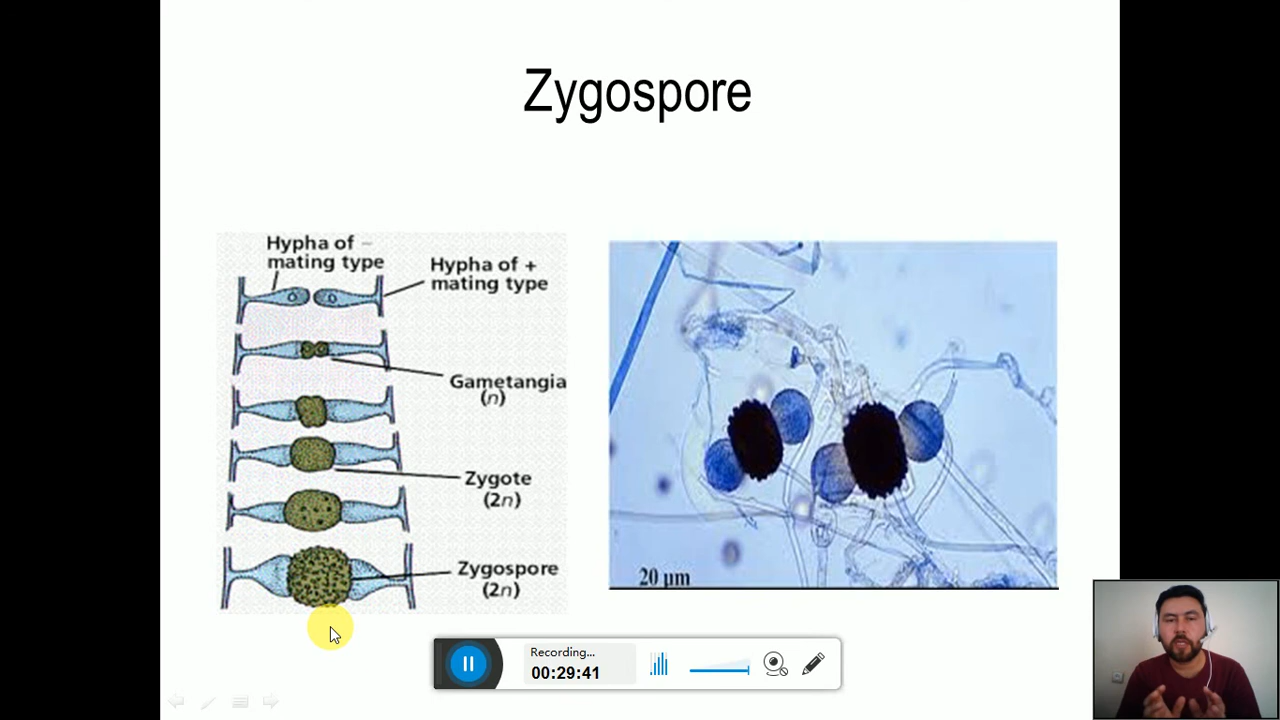 Zygospore
Hypha of –
mating type
Hypha of +
mating type
Gametangia
(n)
Zygote
(2n)
Zygospore
(2n)
20 µm
Recording...
00:29:41